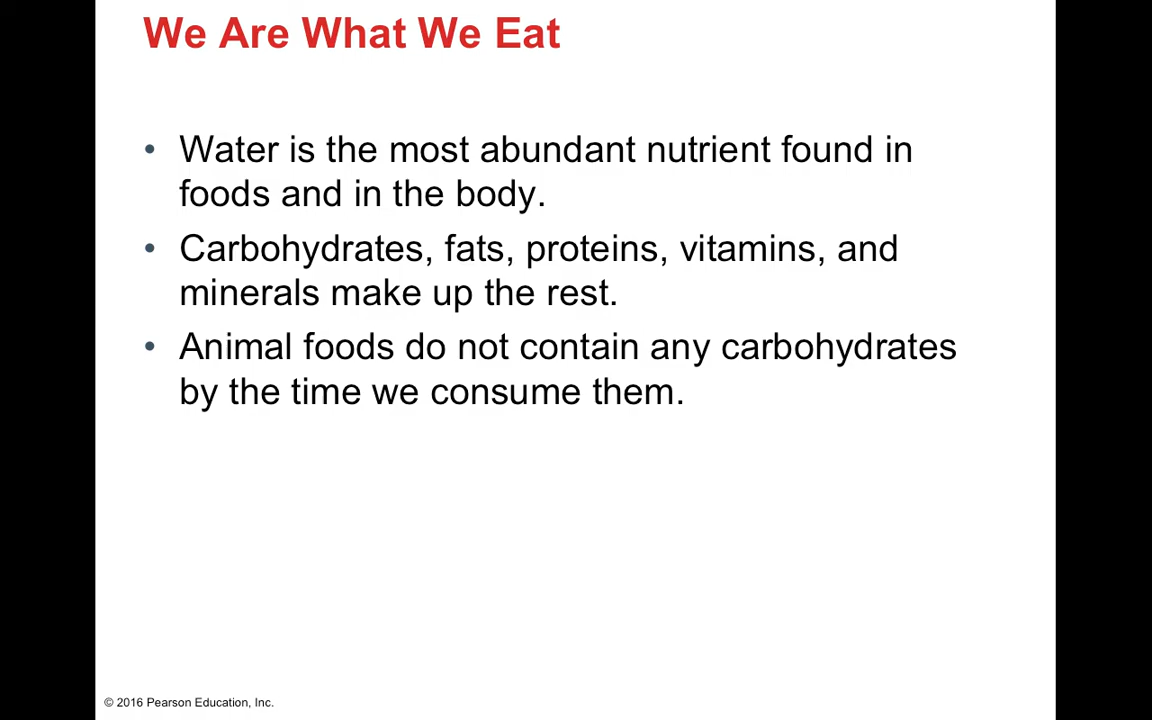 We Are What We Eat
• Water is the most abundant nutrient found in
foods and in the body.
• Carbohydrates, fats, proteins, vitamins, and
minerals make up the rest.
• Animal foods do not contain any carbohydrates
by the time we consume them.
© 2016 Pearson Education, Inc.